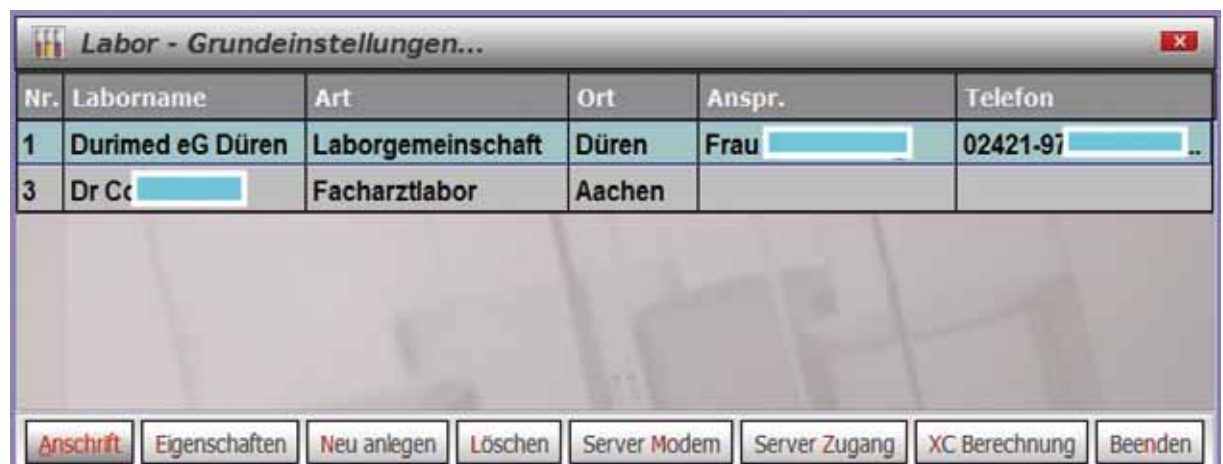 Labor - Grundeinstellungen...
Nr. Laborname Art Ort Anspr. Telefon
1 Durimed eG Düren Laborgemeinschaft Düren Frau 02421-97 ..
3 Dr Facharztlabor Aachen
Anschrift Eigenschaften Neu anlegen Löschen Server Modem Server Zugang XC Berechnung Beenden